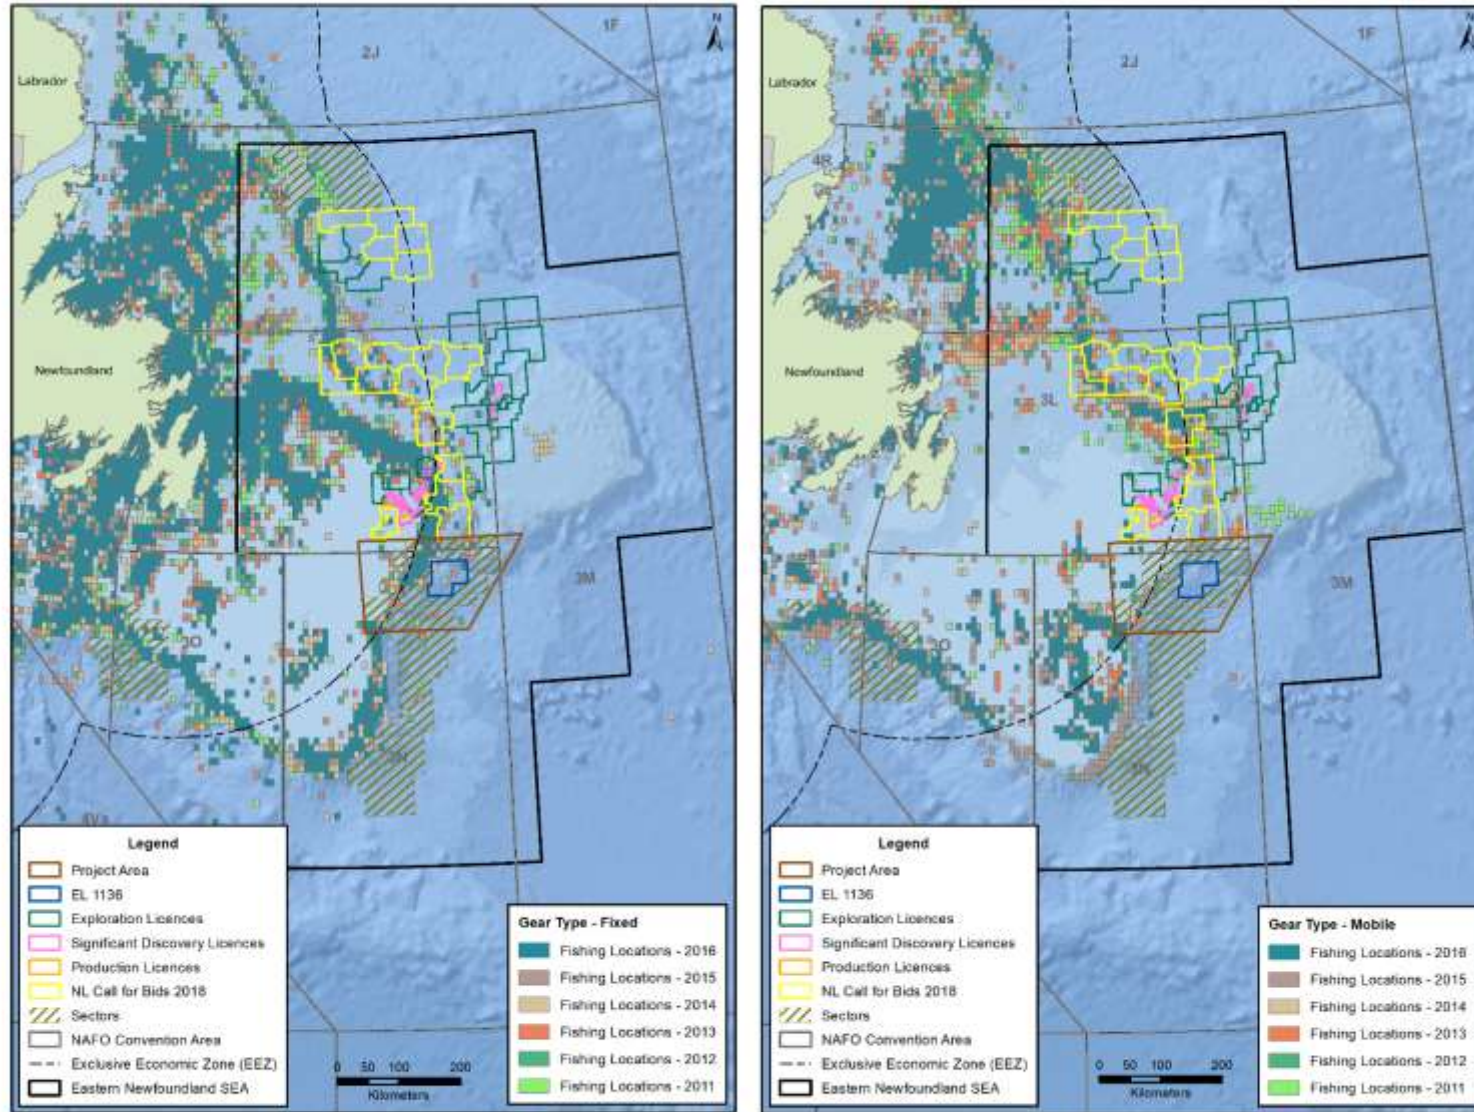 N
1F
2J
Labrador
Newfoundland
3M
3O
3N
Legend
Project Area
EL 1136
Exploration Licences
Significant Discovery Licences
Production Licences
NL Call for Bids 2018
Sectors
NAFO Convention Area
Exclusive Economic Zone (EEZ)
Eastern Newfoundland SEA
0 50 100 200
Kilometers
Gear Type - Fixed
Fishing Locations - 2016
Fishing Locations - 2015
Fishing Locations - 2014
Fishing Locations - 2013
Fishing Locations - 2012
Fishing Locations - 2011
N
1F
2J
Labrador
4R
Newfoundland
3L
3M
3O
3N
Legend
Project Area
EL 1136
Exploration Licences
Significant Discovery Licences
Production Licences
NL Call for Bids 2018
Sectors
NAFO Convention Area
Exclusive Economic Zone (EEZ)
Eastern Newfoundland SEA
0 50 100 200
Kilometers
Gear Type - Mobile
Fishing Locations - 2016
Fishing Locations - 2015
Fishing Locations - 2014
Fishing Locations - 2013
Fishing Locations - 2012
Fishing Locations - 2011